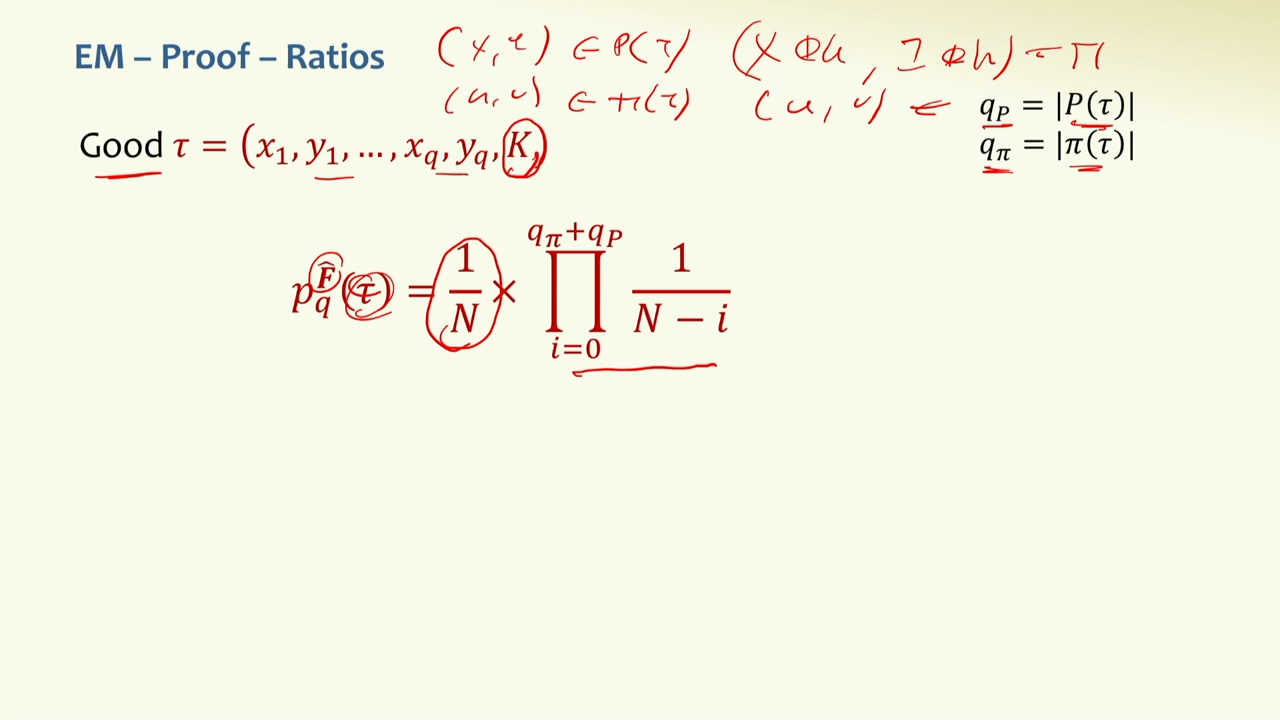 EM – Proof – Ratios
(x, y) ∈ P(τ) (x ⊕ k, y ⊕ k) ∈ π
(u, v) ∈ π(τ) (u, v) ∈
q_P = |P(τ)|
q_π = |π(τ)|
Good τ = (x_1, y_1, …, x_q, y_q, K,)
p_q^F̂(τ) = 1/N × ∏_{i=0}^{q_π+q_P} 1/(N − i)